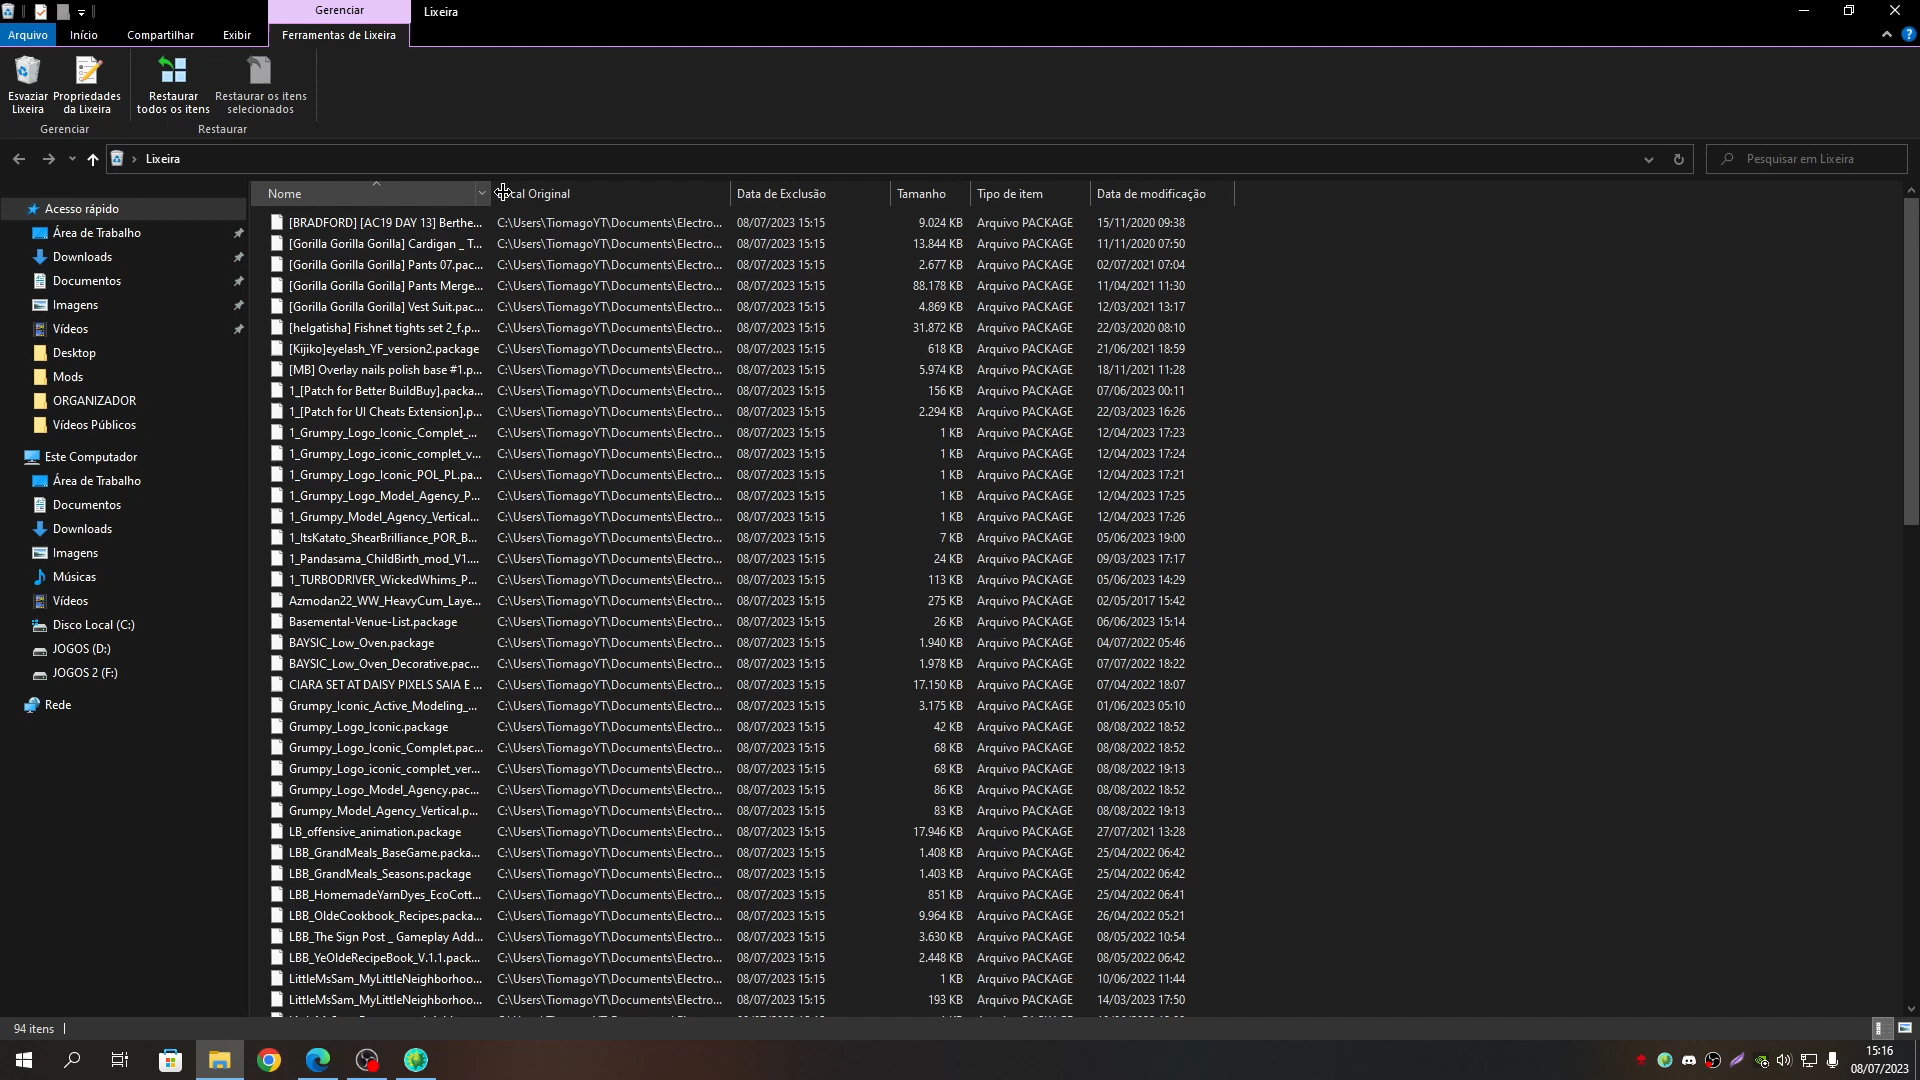 Gerenciar
Lixeira
Arquivo
Início
Compartilhar
Exibir
Ferramentas de Lixeira
Esvaziar Lixeira
Propriedades da Lixeira
Restaurar todos os itens
Restaurar os itens selecionados
Gerenciar
Restaurar
Lixeira
Pesquisar em Lixeira
Acesso rápido
Área de Trabalho
Downloads
Documentos
Imagens
Vídeos
Desktop
Mods
ORGANIZADOR
Vídeos Públicos
Este Computador
Área de Trabalho
Documentos
Downloads
Imagens
Músicas
Vídeos
Disco Local (C:)
JOGOS (D:)
JOGOS 2 (F:)
Rede
Nome Original Data de Exclusão Tamanho Tipo de item Data de modificação
[BRADFORD] [AC19 DAY 13] Berthe... C:\Users\TiomagoYT\Documents\Electro... 08/07/2023 15:15 9.024 KB Arquivo PACKAGE 15/11/2020 09:38
[Gorilla Gorilla Gorilla] Cardigan _ T... C:\Users\TiomagoYT\Documents\Electro... 08/07/2023 15:15 13.844 KB Arquivo PACKAGE 11/11/2020 07:50
[Gorilla Gorilla Gorilla] Pants 07.pac... C:\Users\TiomagoYT\Documents\Electro... 08/07/2023 15:15 2.677 KB Arquivo PACKAGE 02/07/2021 07:04
[Gorilla Gorilla Gorilla] Pants Merge... C:\Users\TiomagoYT\Documents\Electro... 08/07/2023 15:15 88.178 KB Arquivo PACKAGE 11/04/2021 11:30
[Gorilla Gorilla Gorilla] Vest Suit.pac... C:\Users\TiomagoYT\Documents\Electro... 08/07/2023 15:15 4.869 KB Arquivo PACKAGE 12/03/2021 13:17
[helgatisha] Fishnet tights set 2_f.p... C:\Users\TiomagoYT\Documents\Electro... 08/07/2023 15:15 31.872 KB Arquivo PACKAGE 22/03/2020 08:10
[Kijiko]eyelash_YF_version2.package C:\Users\TiomagoYT\Documents\Electro... 08/07/2023 15:15 618 KB Arquivo PACKAGE 21/06/2021 18:59
[MB] Overlay nails polish base #1.p... C:\Users\TiomagoYT\Documents\Electro... 08/07/2023 15:15 5.974 KB Arquivo PACKAGE 18/11/2021 11:28
1_[Patch for Better BuildBuy].packa... C:\Users\TiomagoYT\Documents\Electro... 08/07/2023 15:15 156 KB Arquivo PACKAGE 07/06/2023 00:11
1_[Patch for UI Cheats Extension].p... C:\Users\TiomagoYT\Documents\Electro... 08/07/2023 15:15 2.294 KB Arquivo PACKAGE 22/03/2023 16:26
1_Grumpy_Logo_Iconic_Complet_... C:\Users\TiomagoYT\Documents\Electro... 08/07/2023 15:15 1 KB Arquivo PACKAGE 12/04/2023 17:23
1_Grumpy_Logo_iconic_complet_v... C:\Users\TiomagoYT\Documents\Electro... 08/07/2023 15:15 1 KB Arquivo PACKAGE 12/04/2023 17:24
1_Grumpy_Logo_Iconic_POL_PL.pa... C:\Users\TiomagoYT\Documents\Electro... 08/07/2023 15:15 1 KB Arquivo PACKAGE 12/04/2023 17:21
1_Grumpy_Logo_Model_Agency_P... C:\Users\TiomagoYT\Documents\Electro... 08/07/2023 15:15 1 KB Arquivo PACKAGE 12/04/2023 17:25
1_Grumpy_Model_Agency_Vertical... C:\Users\TiomagoYT\Documents\Electro... 08/07/2023 15:15 1 KB Arquivo PACKAGE 12/04/2023 17:26
1_ItsKatato_ShearBrilliance_POR_B... C:\Users\TiomagoYT\Documents\Electro... 08/07/2023 15:15 7 KB Arquivo PACKAGE 05/06/2023 19:00
1_Pandasama_ChildBirth_mod_V1.... C:\Users\TiomagoYT\Documents\Electro... 08/07/2023 15:15 24 KB Arquivo PACKAGE 09/03/2023 17:17
1_TURBODRIVER_WickedWhims_P... C:\Users\TiomagoYT\Documents\Electro... 08/07/2023 15:15 113 KB Arquivo PACKAGE 05/06/2023 14:29
Azmodan22_WW_HeavyCum_Laye... C:\Users\TiomagoYT\Documents\Electro... 08/07/2023 15:15 275 KB Arquivo PACKAGE 02/05/2017 15:42
Basemental-Venue-List.package C:\Users\TiomagoYT\Documents\Electro... 08/07/2023 15:15 26 KB Arquivo PACKAGE 06/06/2023 15:14
BAYSIC_Low_Oven.package C:\Users\TiomagoYT\Documents\Electro... 08/07/2023 15:15 1.940 KB Arquivo PACKAGE 04/07/2022 05:46
BAYSIC_Low_Oven_Decorative.pac... C:\Users\TiomagoYT\Documents\Electro... 08/07/2023 15:15 1.978 KB Arquivo PACKAGE 07/07/2022 18:22
CIARA SET AT DAISY PIXELS SAIA E ... C:\Users\TiomagoYT\Documents\Electro... 08/07/2023 15:15 17.150 KB Arquivo PACKAGE 07/04/2022 18:07
Grumpy_Iconic_Active_Modeling_... C:\Users\TiomagoYT\Documents\Electro... 08/07/2023 15:15 3.175 KB Arquivo PACKAGE 01/06/2023 05:10
Grumpy_Logo_Iconic.package C:\Users\TiomagoYT\Documents\Electro... 08/07/2023 15:15 42 KB Arquivo PACKAGE 08/08/2022 18:52
Grumpy_Logo_Iconic_Complet.pac... C:\Users\TiomagoYT\Documents\Electro... 08/07/2023 15:15 68 KB Arquivo PACKAGE 08/08/2022 18:52
Grumpy_Logo_iconic_complet_ver... C:\Users\TiomagoYT\Documents\Electro... 08/07/2023 15:15 68 KB Arquivo PACKAGE 08/08/2022 19:13
Grumpy_Logo_Model_Agency.pac... C:\Users\TiomagoYT\Documents\Electro... 08/07/2023 15:15 86 KB Arquivo PACKAGE 08/08/2022 18:52
Grumpy_Model_Agency_Vertical.p... C:\Users\TiomagoYT\Documents\Electro... 08/07/2023 15:15 83 KB Arquivo PACKAGE 08/08/2022 19:13
LB_offensive_animation.package C:\Users\TiomagoYT\Documents\Electro... 08/07/2023 15:15 17.946 KB Arquivo PACKAGE 27/07/2021 13:28
LBB_GrandMeals_BaseGame.packa... C:\Users\TiomagoYT\Documents\Electro... 08/07/2023 15:15 1.408 KB Arquivo PACKAGE 25/04/2022 06:42
LBB_GrandMeals_Seasons.package C:\Users\TiomagoYT\Documents\Electro... 08/07/2023 15:15 1.403 KB Arquivo PACKAGE 25/04/2022 06:42
LBB_HomemadeYarnDyes_EcoCott... C:\Users\TiomagoYT\Documents\Electro... 08/07/2023 15:15 851 KB Arquivo PACKAGE 25/04/2022 06:41
LBB_OldeCookbook_Recipes.packa... C:\Users\TiomagoYT\Documents\Electro... 08/07/2023 15:15 9.964 KB Arquivo PACKAGE 26/04/2022 05:21
LBB_The Sign Post _ Gameplay Add... C:\Users\TiomagoYT\Documents\Electro... 08/07/2023 15:15 3.630 KB Arquivo PACKAGE 08/05/2022 10:54
LBB_YeOldeRecipeBook_V.1.1.pack... C:\Users\TiomagoYT\Documents\Electro... 08/07/2023 15:15 2.448 KB Arquivo PACKAGE 08/05/2022 06:42
LittleMsSam_MyLittleNeighborhoo... C:\Users\TiomagoYT\Documents\Electro... 08/07/2023 15:15 1 KB Arquivo PACKAGE 10/06/2022 11:44
LittleMsSam_MyLittleNeighborhoo... C:\Users\TiomagoYT\Documents\Electro... 08/07/2023 15:15 193 KB Arquivo PACKAGE 14/03/2023 17:50
94 itens
15:16
08/07/2023